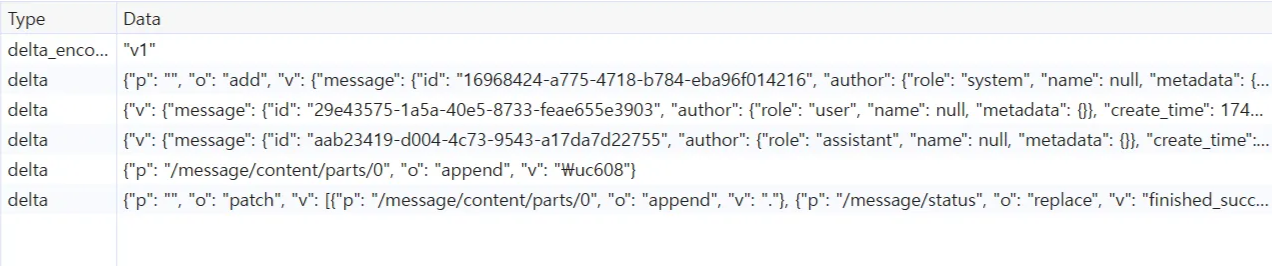 Type Data
delta_enco... "v1"
delta {"p": "", "o": "add", "v": {"message": {"id": "16968424-a775-4718-b784-eba96f014216", "author": {"role": "system", "name": null, "metadata": {...
delta {"v": {"message": {"id": "29e43575-1a5a-40e5-8733-feae655e3903", "author": {"role": "user", "name": null, "metadata": {}}, "create_time": 174...
delta {"v": {"message": {"id": "aab23419-d004-4c73-9543-a17da7d22755", "author": {"role": "assistant", "name": null, "metadata": {}}, "create_time":...
delta {"p": "/message/content/parts/0", "o": "append", "v": "₩uc608"}
delta {"p": "", "o": "patch", "v": [{"p": "/message/content/parts/0", "o": "append", "v": "."}, {"p": "/message/status", "o": "replace", "v": "finished_succ...